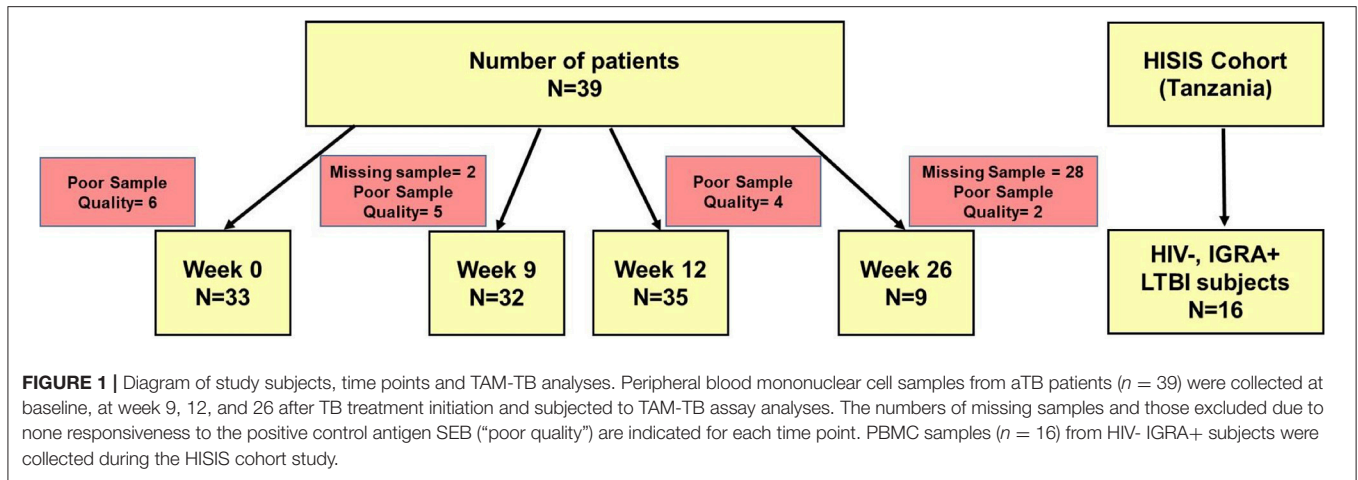 Number of patients
N=39
HISIS Cohort
(Tanzania)
Poor Sample
Quality= 6
Missing sample= 2
Poor Sample
Quality= 5
Poor Sample
Quality= 4
Missing Sample = 28
Poor Sample
Quality= 2
Week 0
N=33
Week 9
N=32
Week 12
N=35
Week 26
N=9
HIV-, IGRA+
LTBI subjects
N=16
FIGURE 1 | Diagram of study subjects, time points and TAM-TB analyses. Peripheral blood mononuclear cell samples from aTB patients (n = 39) were collected at
baseline, at week 9, 12, and 26 after TB treatment initiation and subjected to TAM-TB assay analyses. The numbers of missing samples and those excluded due to
none responsiveness to the positive control antigen SEB (“poor quality”) are indicated for each time point. PBMC samples (n = 16) from HIV- IGRA+ subjects were
collected during the HISIS cohort study.